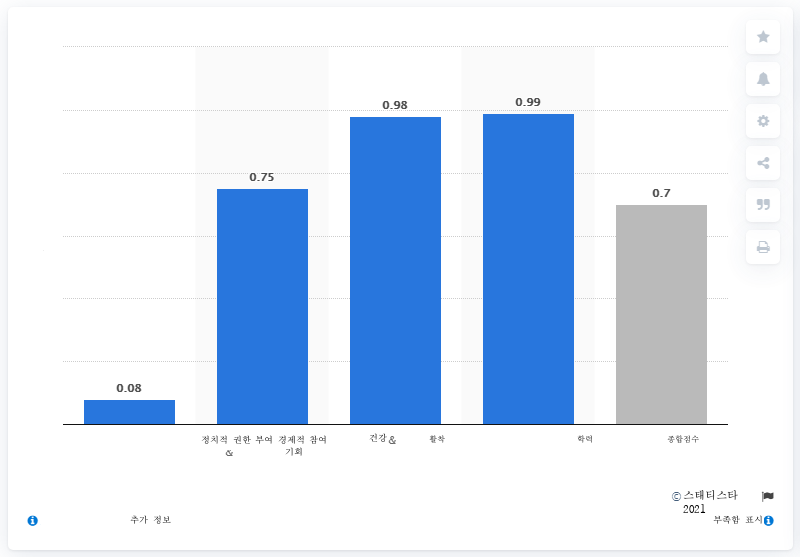 0.08
0.75
0.98
0.99
0.7
정치적 권한 부여 경제적 참여
&
기회
건강 &
활착
학력
종합점수
© 스태티스타
2021
추가 정보
부족함 표시